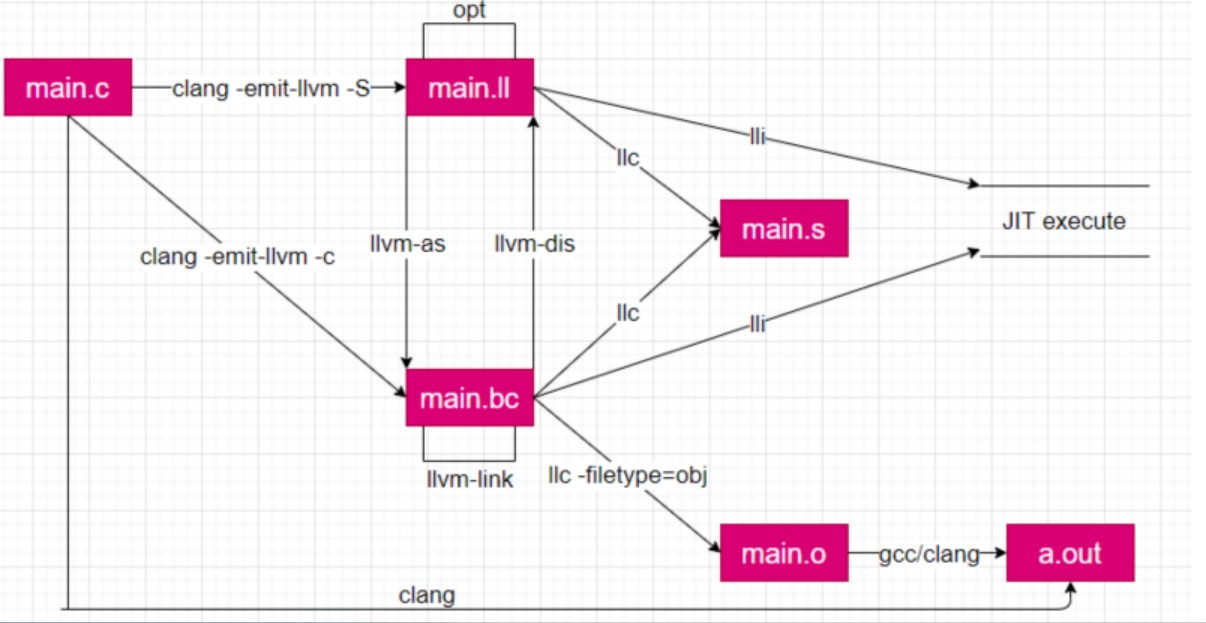 opt
main.c
clang -emit-llvm -S
main.ll
lli
llc
main.s
JIT execute
clang -emit-llvm -c
llvm-as
llvm-dis
llc
lli
main.bc
llvm-link
llc -filetype=obj
main.o
gcc/clang
a.out
clang